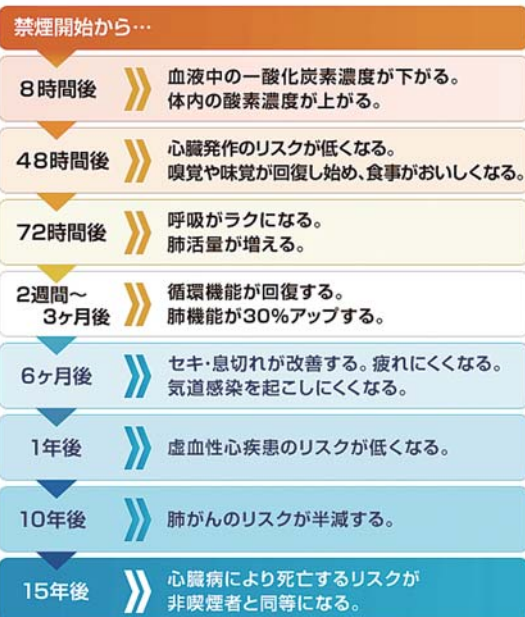 禁煙開始から…
8時間後
血液中の一酸化炭素濃度が下がる。
体内の酸素濃度が上がる。
48時間後
心臓発作のリスクが低くなる。
嗅覚や味覚が回復し始め、食事がおいしくなる。
72時間後
呼吸がラクになる。
肺活量が増える。
2週間〜
3ヶ月後
循環機能が回復する。
肺機能が30%アップする。
6ヶ月後
セキ・息切れが改善する。疲れにくくなる。
気道感染を起こしにくくなる。
1年後
虚血性心疾患のリスクが低くなる。
10年後
肺がんのリスクが半減する。
15年後
心臓病により死亡するリスクが
非喫煙者と同等になる。